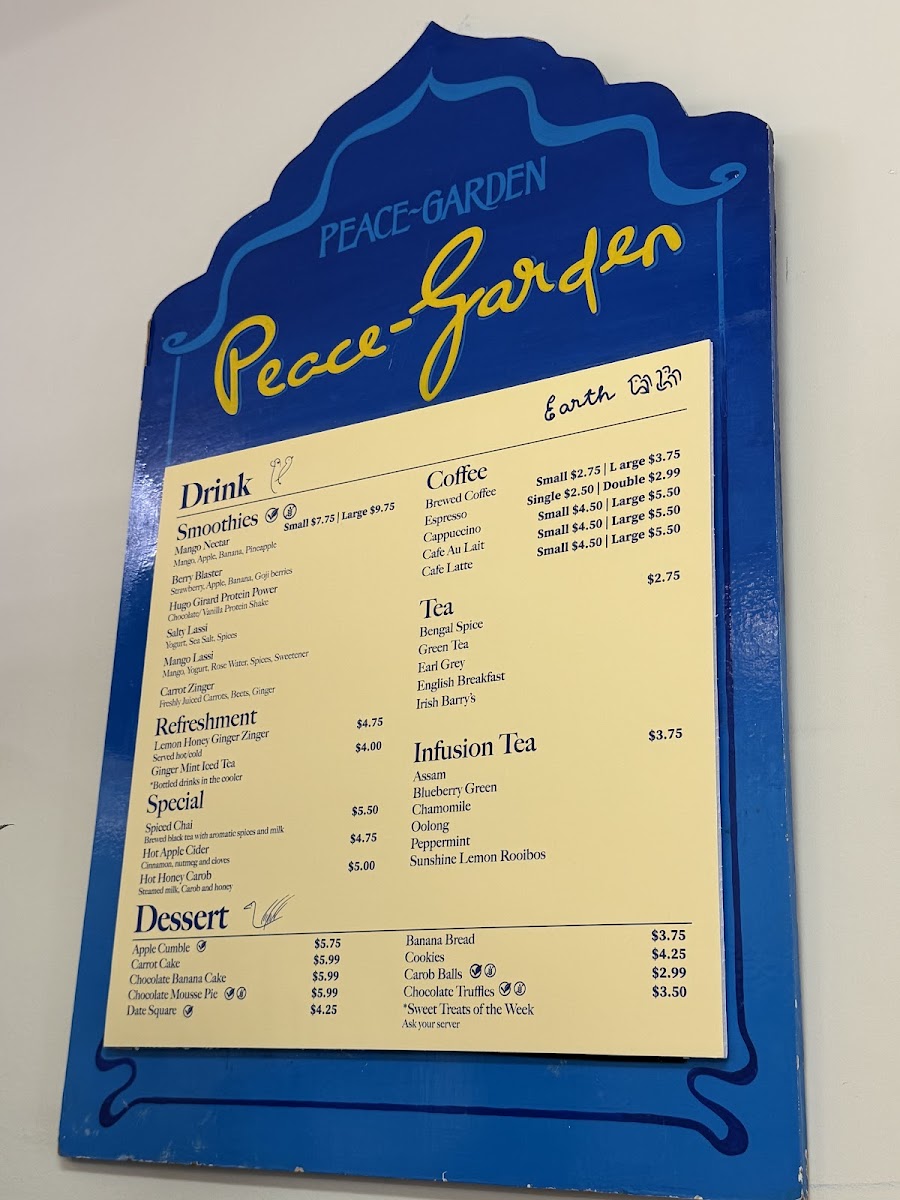 PEACE~GARDEN
Peace-Garden
Earth
Drink
Smoothies Small $7.75 | Large $9.75
Mango Nectar
Mango, Apple, Banana, Pineapple
Berry Blaster
Strawberry, Apple, Banana, Goji berries
Hugo Girard Protein Power
Chocolate/ Vanilla Protein Shake
Salty Lassi
Yogurt, Sea Salt, Spices
Mango Lassi
Mango, Yogurt, Rose Water, Spices, Sweetener
Carrot Zinger
Freshly Juiced Carrots, Beets, Ginger
Refreshment
Lemon Honey Ginger Zinger $4.75
Served hot/cold
Ginger Mint Iced Tea $4.00
*Bottled drinks in the cooler
Special
Spiced Chai $5.50
Brewed black tea with aromatic spices and milk
Hot Apple Cider $4.75
Cinnamon, nutmeg and cloves
Hot Honey Carob $5.00
Steamed milk, Carob and honey
Coffee
Brewed Coffee Small $2.75 | L arge $3.75
Espresso Single $2.50 | Double $2.99
Cappuccino Small $4.50 | Large $5.50
Cafe Au Lait Small $4.50 | Large $5.50
Cafe Latte Small $4.50 | Large $5.50
Tea $2.75
Bengal Spice
Green Tea
Earl Grey
English Breakfast
Irish Barry's
Infusion Tea $3.75
Assam
Blueberry Green
Chamomile
Oolong
Peppermint
Sunshine Lemon Rooibos
Dessert
Apple Cumble $5.75
Carrot Cake $5.99
Chocolate Banana Cake $5.99
Chocolate Mousse Pie $5.99
Date Square $4.25
Banana Bread $3.75
Cookies $4.25
Carob Balls $2.99
Chocolate Truffles $3.50
*Sweet Treats of the Week
Ask your server